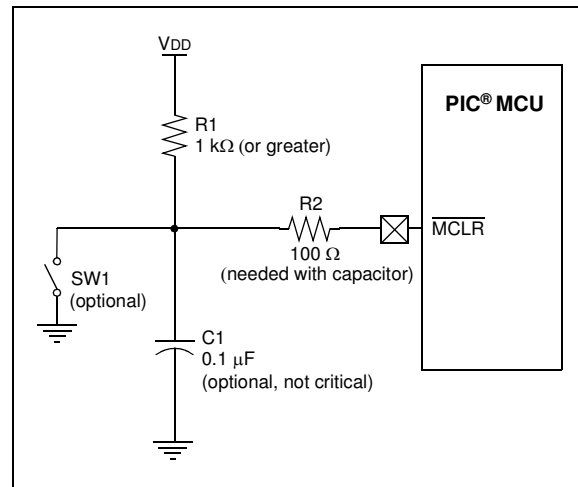 VDD
R1
1 kΩ (or greater)
PIC® MCU
R2
MCLR
100 Ω
(needed with capacitor)
SW1
(optional)
C1
0.1 μF
(optional, not critical)